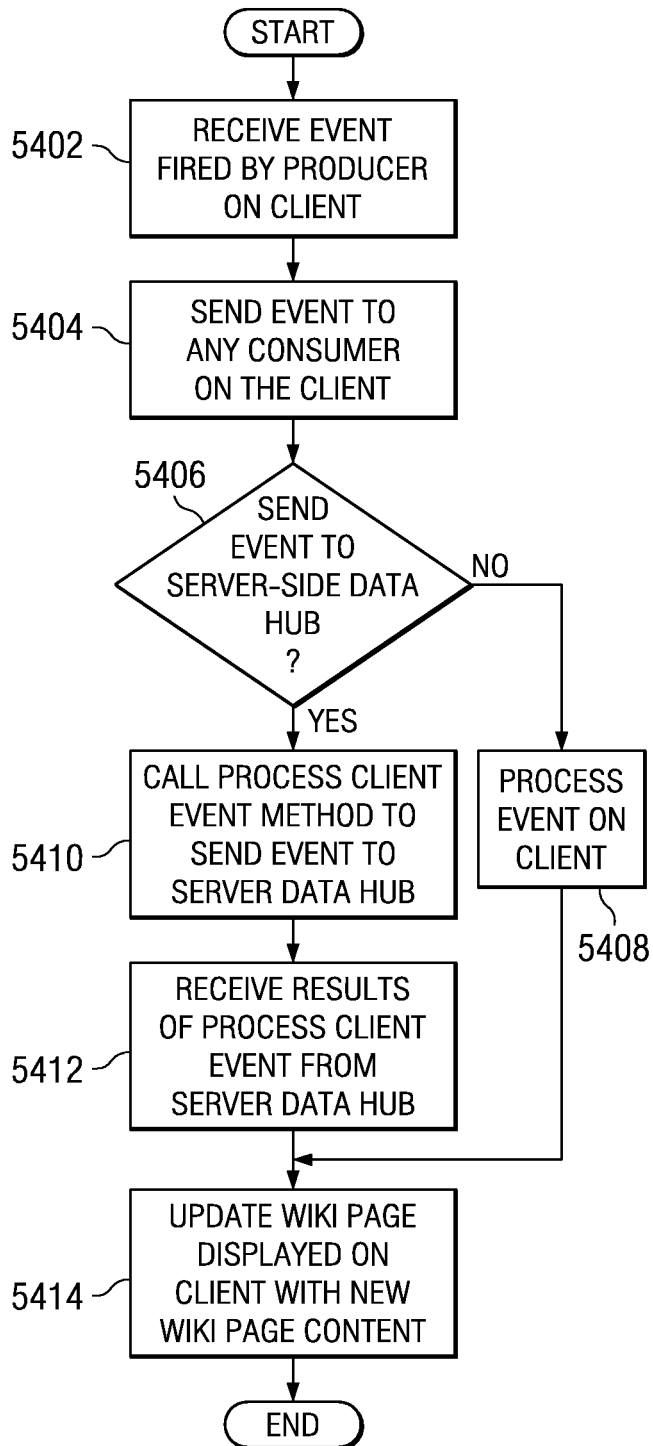 START
5402
RECEIVE EVENT
FIRED BY PRODUCER
ON CLIENT
5404
SEND EVENT TO
ANY CONSUMER
ON THE CLIENT
5406
SEND
EVENT TO
SERVER-SIDE DATA
HUB
?
NO
YES
5410
CALL PROCESS CLIENT
EVENT METHOD TO
SEND EVENT TO
SERVER DATA HUB
PROCESS
EVENT ON
CLIENT
5408
5412
RECEIVE RESULTS
OF PROCESS CLIENT
EVENT FROM
SERVER DATA HUB
5414
UPDATE WIKI PAGE
DISPLAYED ON
CLIENT WITH NEW
WIKI PAGE CONTENT
END